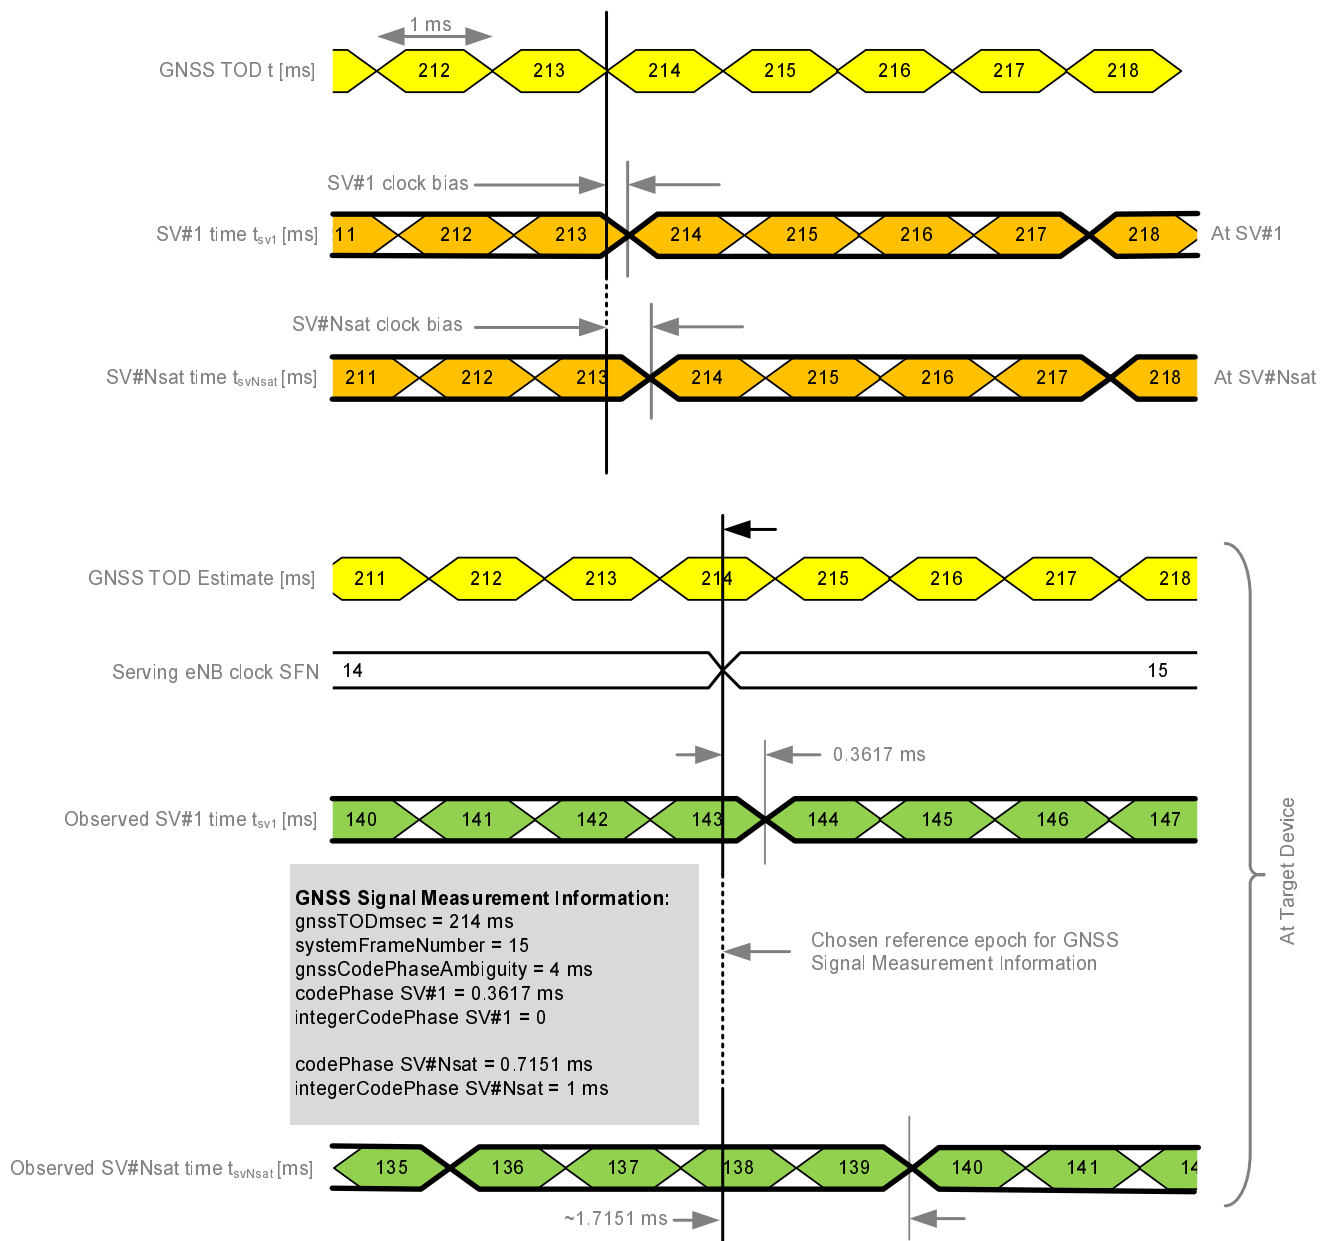 1 ms
GNSS TOD t [ms] 212 213 214 215 216 217 218
SV#1 clock bias
SV#1 time tsv1 [ms] 11 212 213 214 215 216 217 218 At SV#1
SV#Nsat clock bias
SV#Nsat time tsvNsat [ms] 211 212 213 214 215 216 217 218 At SV#Nsat
GNSS TOD Estimate [ms] 211 212 213 214 215 216 217 218
Serving eNB clock SFN 14 15
0.3617 ms
Observed SV#1 time tsv1 [ms] 140 141 142 143 144 145 146 147
At Target Device
GNSS Signal Measurement Information:
gnssTODmsec = 214 ms
systemFrameNumber = 15
gnssCodePhaseAmbiguity = 4 ms
codePhase SV#1 = 0.3617 ms
integerCodePhase SV#1 = 0
codePhase SV#Nsat = 0.7151 ms
integerCodePhase SV#Nsat = 1 ms
Chosen reference epoch for GNSS
Signal Measurement Information
Observed SV#Nsat time tsvNsat [ms] 135 136 137 138 139 140 141 14
~1.7151 ms